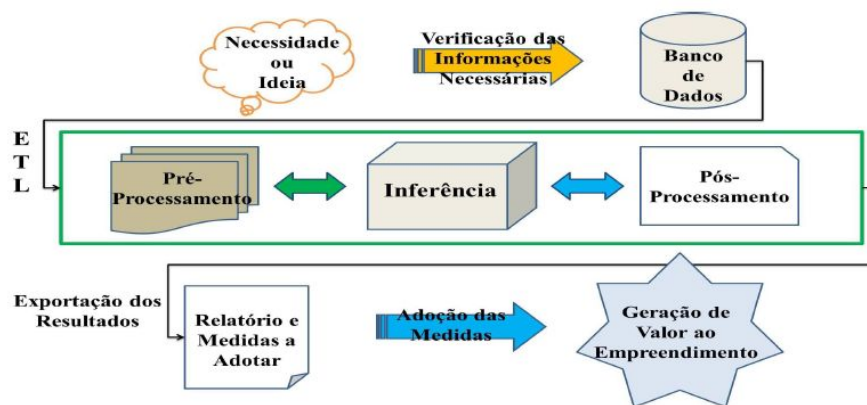 Necessidade
ou
Ideia
Verificação das
Informações
Necessárias
Banco
de
Dados
E
T
L
Pré-
Processamento
Inferência
Pós-
Processamento
Exportação dos
Resultados
Relatório e
Medidas a
Adotar
Adoção das
Medidas
Geração de
Valor ao
Empreendimento